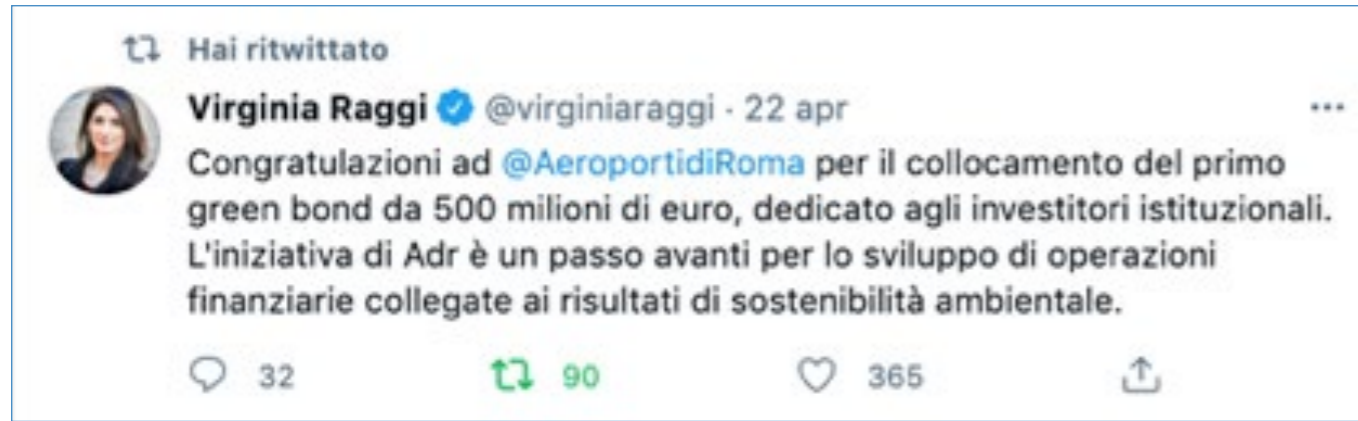 Hai ritwittato
Virginia Raggi @virginiaraggi · 22 apr
Congratulazioni ad @AeroportidiRoma per il collocamento del primo
green bond da 500 milioni di euro, dedicato agli investitori istituzionali.
L'iniziativa di Adr è un passo avanti per lo sviluppo di operazioni
finanziarie collegate ai risultati di sostenibilità ambientale.
32 90 365